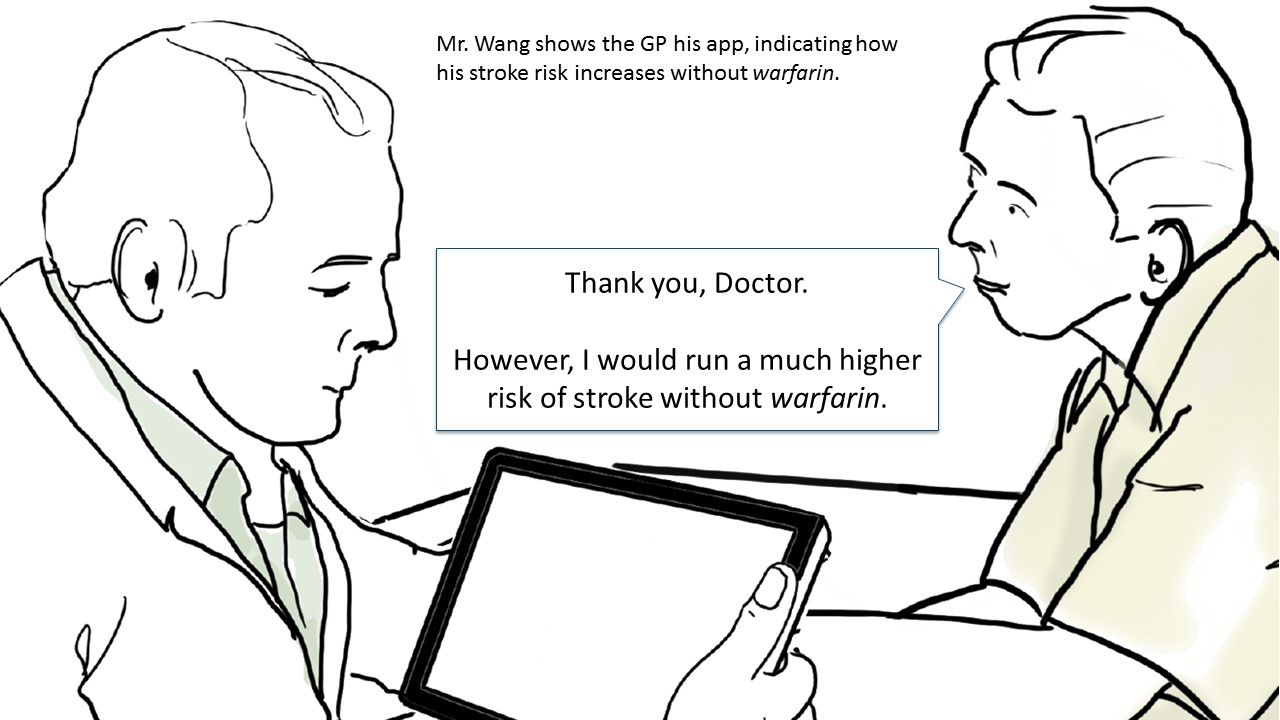 Mr. Wang shows the GP his app, indicating how
his stroke risk increases without warfarin.
Thank you, Doctor.
However, I would run a much higher
risk of stroke without warfarin.